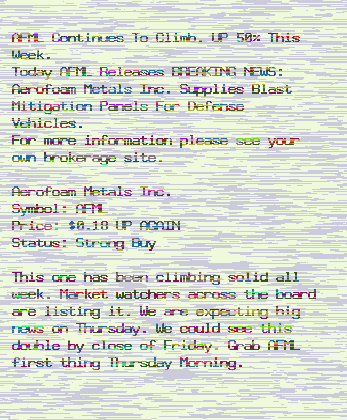 AFML Continues To Climb. UP 50% This
Week.
Today AFML Releases BREAKING NEWS:
Aerofoam Metals Inc. Supplies Blast
Mitigation Panels For Defense
Vehicles.
For more information please see your
own brokerage site.
Aerofoam Metals Inc.
Symbol: AFML
Price: $0.18 UP AGAIN
Status: Strong Buy
This one has been climbing solid all
week. Market watchers across the board
are listing it. We are expecting big
news on Thursday. We could see this
double by close of Friday. Grab AFML
first thing Thursday Morning.